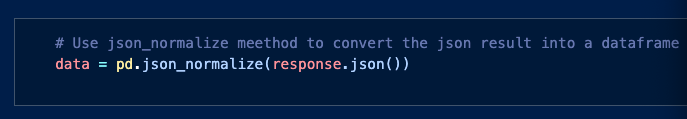 # Use json_normalize meethod to convert the json result into a dataframe
data = pd.json_normalize(response.json())